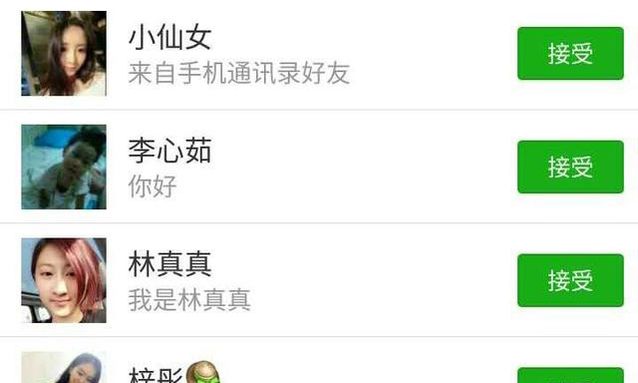 小仙女
来自手机通讯录好友
接受
李心茹
你好
接受
林真真
我是林真真
接受
梓彤